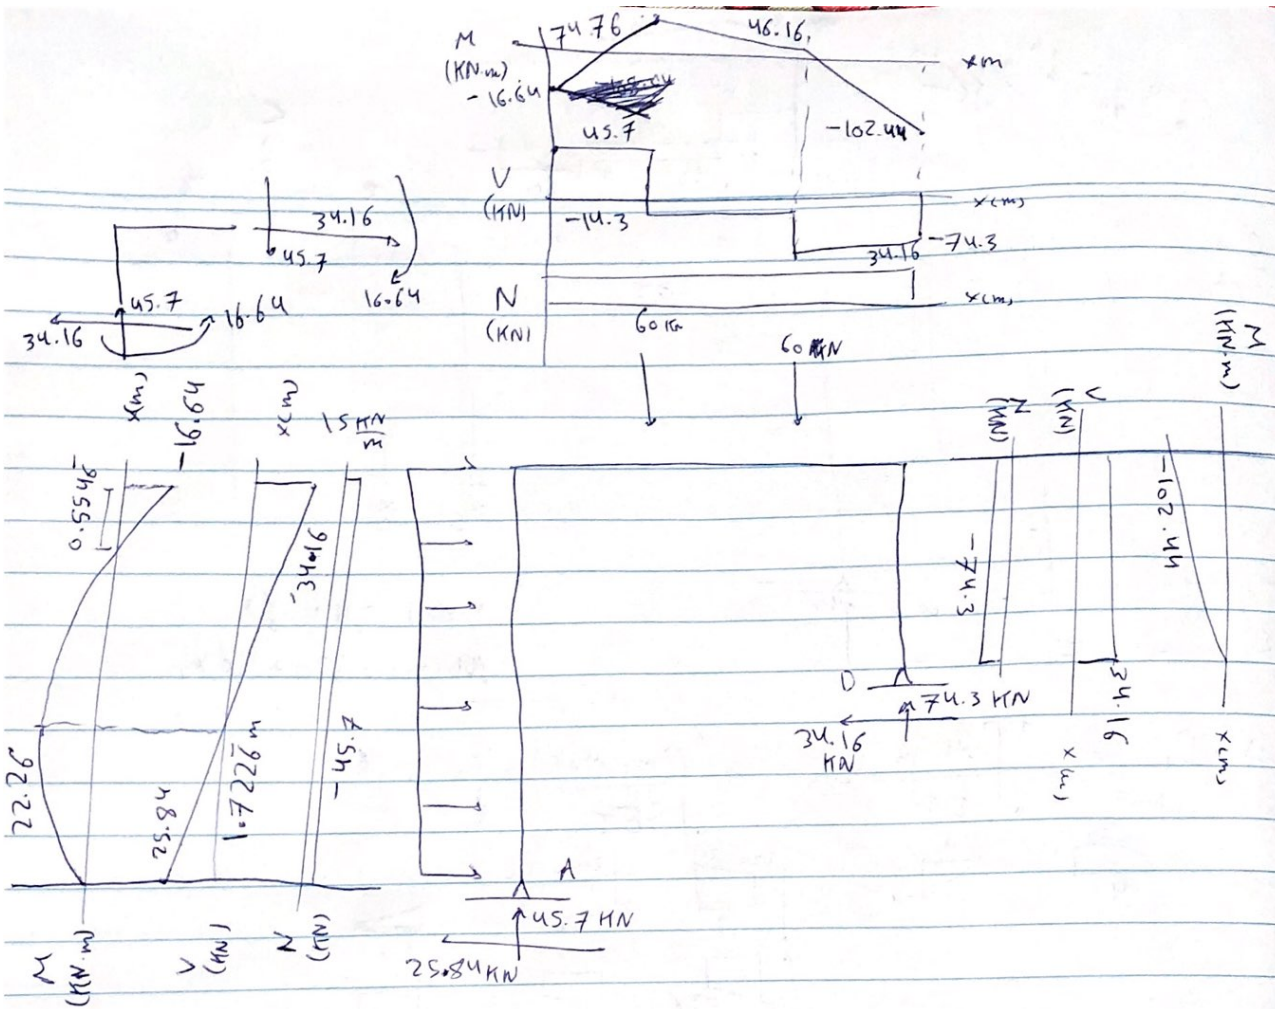 M
(KN.m)
74.76
46.16
xm
-16.64
-102.44
45.7
V
(KN)
-14.3
x(m)
-74.3
34.16
N
(KN)
x(m)
34.16
45.7
16.64
45.7
16.64
34.16
60KN
60 KN
x(m)
-16.64
x(m)
15 KN/m
0.5546
-34.16
22.26
25.84
1.7226 m
-45.7
M
(KN.m)
V
(KN)
N
(KN)
A
45.7 KN
25.84 KN
D
74.3 KN
34.16
KN
N
(KN)
V
(KN)
M
(KN.m)
-74.3
34.16
-102.44
x(m)
x(m)